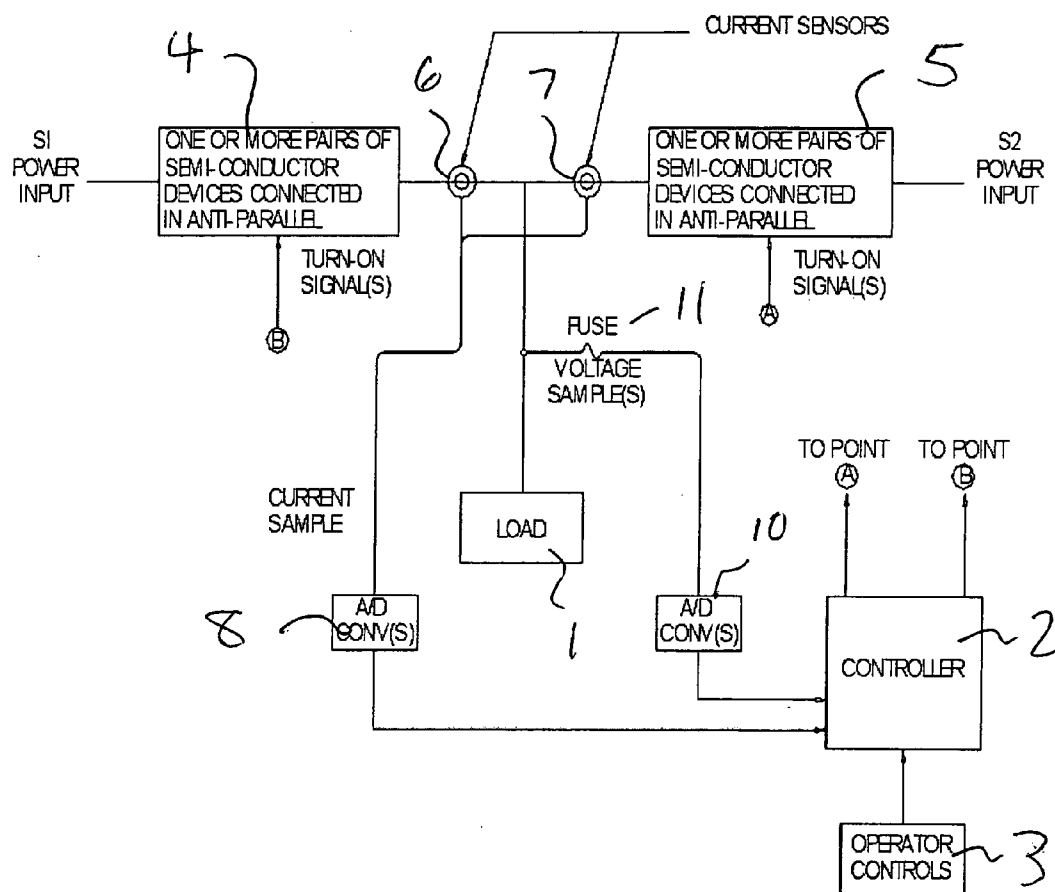 CURRENT SENSORS
4
6
7
5
S1
POWER
INPUT
ONE OR MORE PAIRS OF
SEMI-CONDUCTOR
DEVICES CONNECTED
IN ANTI-PARALLEL
ONE OR MORE PAIRS OF
SEMI-CONDUCTOR
DEVICES CONNECTED
IN ANTI-PARALLEL
S2
POWER
INPUT
TURN-ON
SIGNAL(S)
B
TURN-ON
SIGNAL(S)
A
11
FUSE
VOLTAGE
SAMPLE(S)
TO POINT
A
TO POINT
B
CURRENT
SAMPLE
LOAD
1
10
8
A/D
CONV(S)
A/D
CONV(S)
CONTROLLER
2
OPERATOR
CONTROLS
3